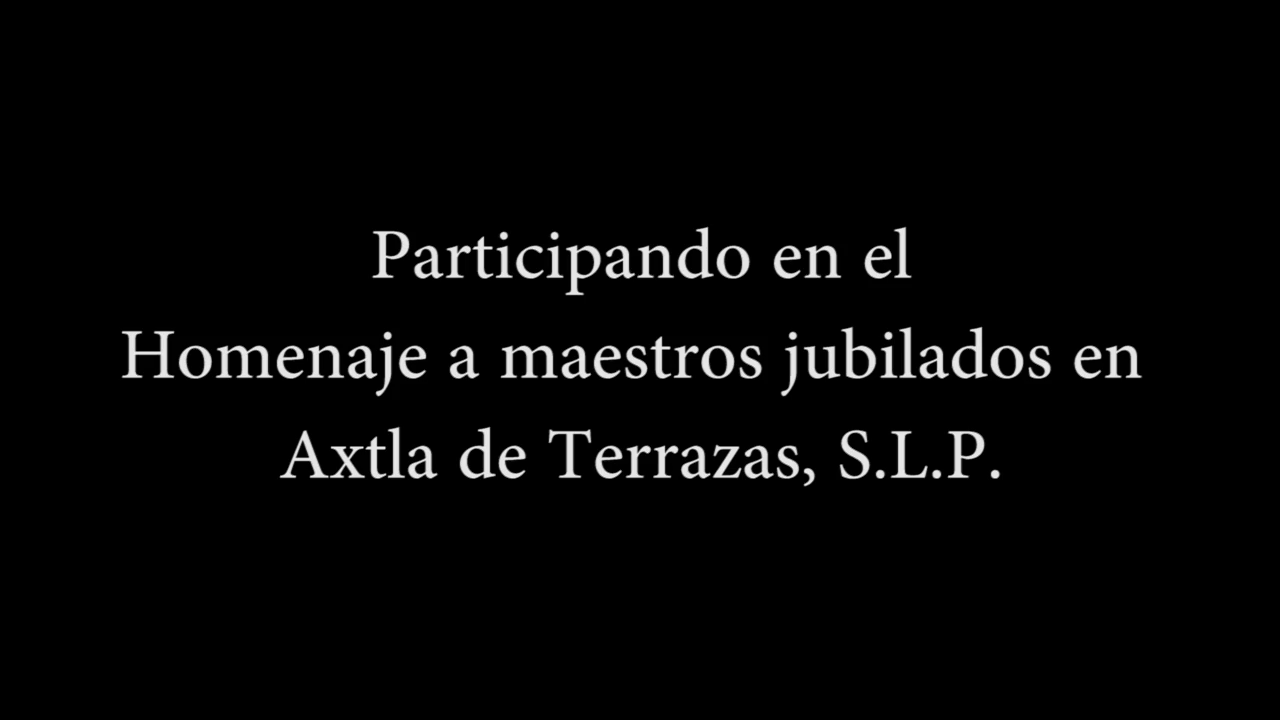 Participando en el
Homenaje a maestros jubilados en
Axtla de Terrazas, S.L.P.